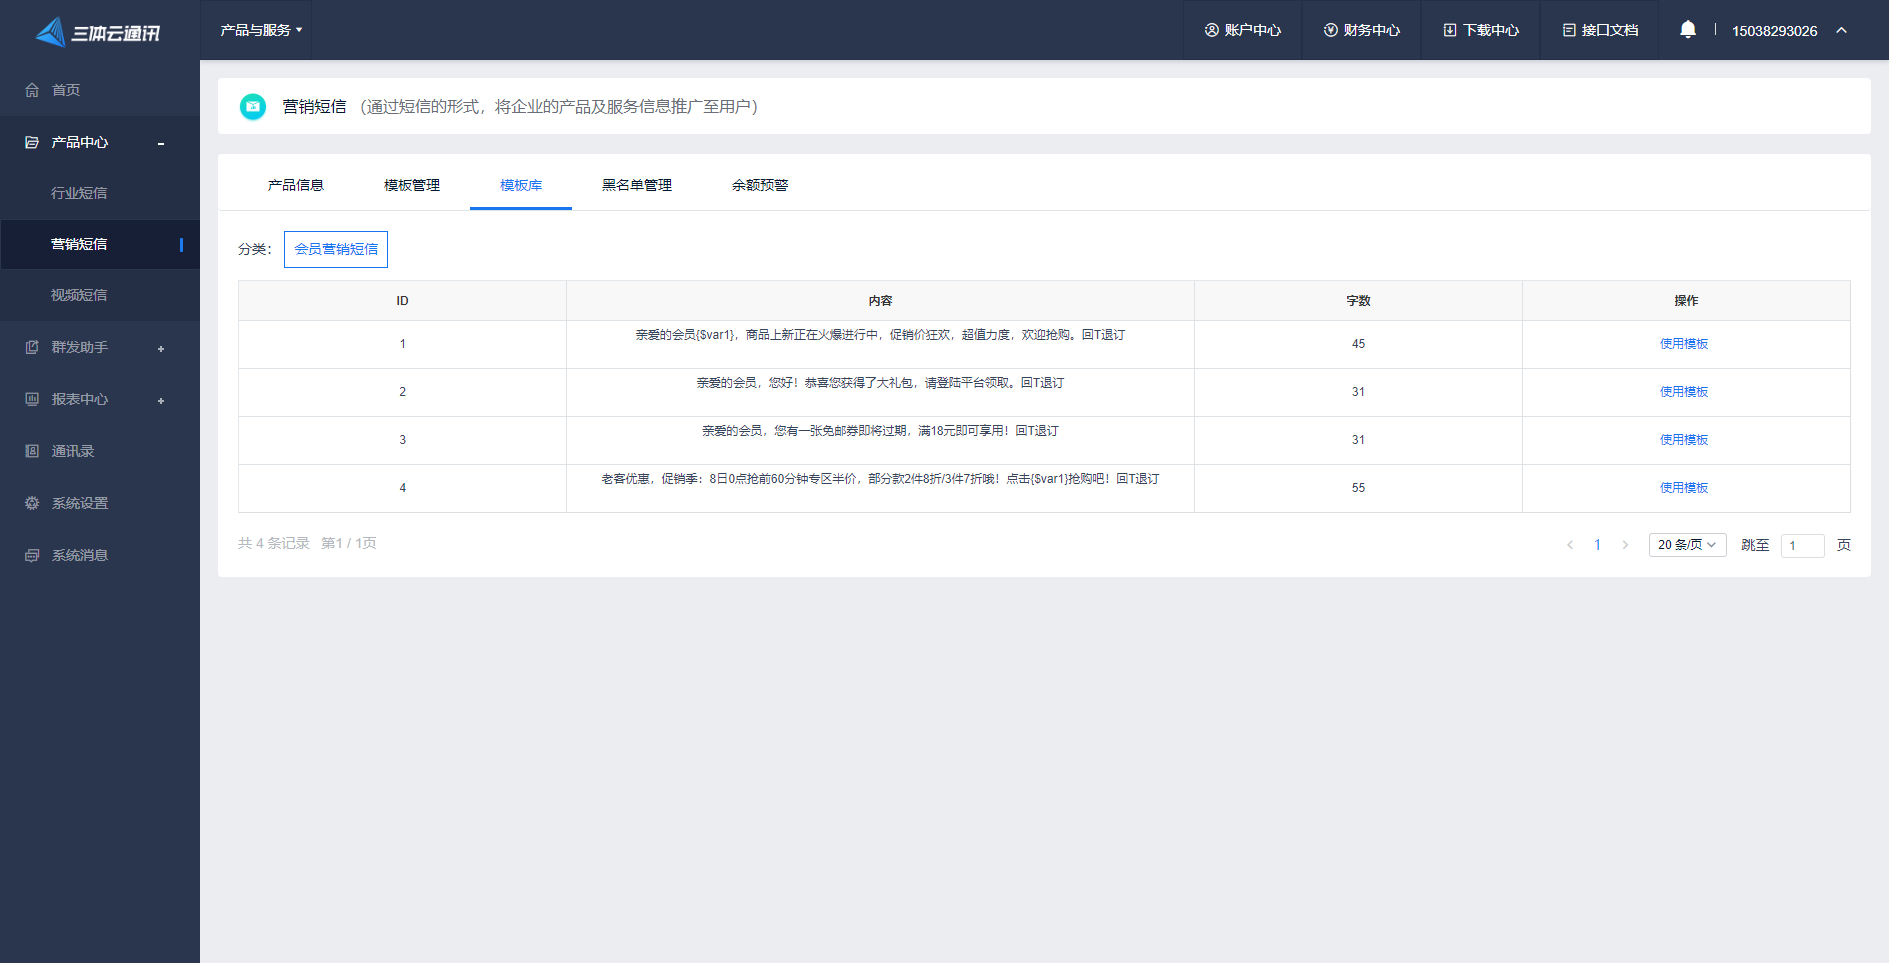 三体云通讯
产品与服务
账户中心
财务中心
下载中心
接口文档
15038293026
首页
产品中心
行业短信
营销短信
视频短信
群发助手
报表中心
通讯录
系统设置
系统消息
营销短信 （通过短信的形式，将企业的产品及服务信息推广至用户）
产品信息 模板管理 模板库 黑名单管理 余额预警
分类： 会员营销短信
ID 内容 字数 操作
1 亲爱的会员{$var1}，商品上新正在火爆进行中，促销价狂欢，超值力度，欢迎抢购。回T退订 45 使用模板
2 亲爱的会员，您好！恭喜您获得了大礼包，请登陆平台领取。回T退订 31 使用模板
3 亲爱的会员，您有一张免邮券即将过期，满18元即可享用！回T退订 31 使用模板
4 老客优惠，促销季：8日0点抢前60分钟专区半价，部分款2件8折/3件7折哦！点击{$var1}抢购吧！回T退订 55 使用模板
共 4 条记录 第1 / 1页
1 20 条/页 跳至 1 页